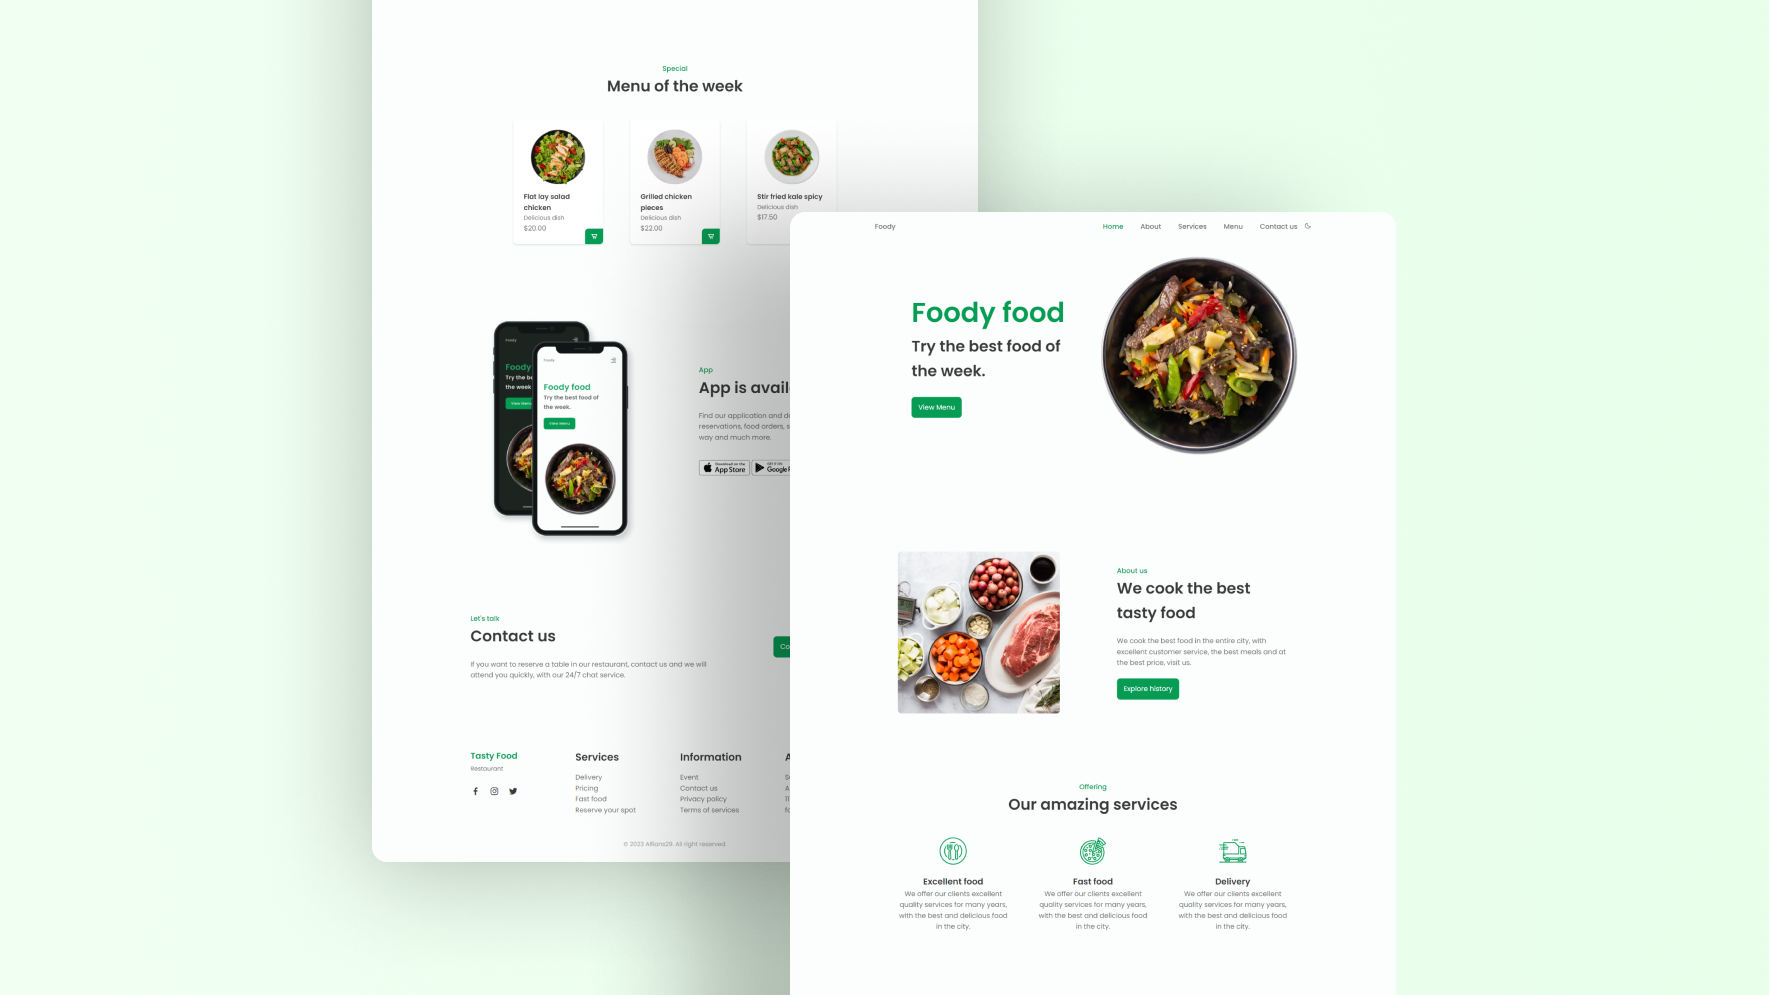 Special
Menu of the week
Flat lay salad
chicken
Delicious dish
$20.00
Grilled chicken
pieces
Delicious dish
$22.00
Stir fried kale spicy
Delicious dish
$17.50
Foody
Foody
Try the be
the week
View Menu
Foody
Foody food
Try the best food of
the week.
View Menu
App
App is avail
Find our application and do
reservations, food orders, s
way and much more.
Download on the
App Store
GET IT ON
Google P
Let's talk
Contact us
If you want to reserve a table in our restaurant, contact us and we will
attend you quickly, with our 24/7 chat service.
Co
Tasty Food
Restaurant
Services
Delivery
Pricing
Fast food
Reserve your spot
Information
Event
Contact us
Privacy policy
Terms of services
A
S
A
11
© 2023 Allians29. All right reserved.
Foody
Home
About
Services
Menu
Contact us
Foody food
Try the best food of
the week.
View Menu
About us
We cook the best
tasty food
We cook the best food in the entire city, with
excellent customer service, the best meals and at
the best price, visit us.
Explore history
Offering
Our amazing services
Excellent food
We offer our clients excellent
quality services for many years,
with the best and delicious food
in the city.
Fast food
We offer our clients excellent
quality services for many years,
with the best and delicious food
in the city.
Delivery
We offer our clients excellent
quality services for many years,
with the best and delicious food
in the city.